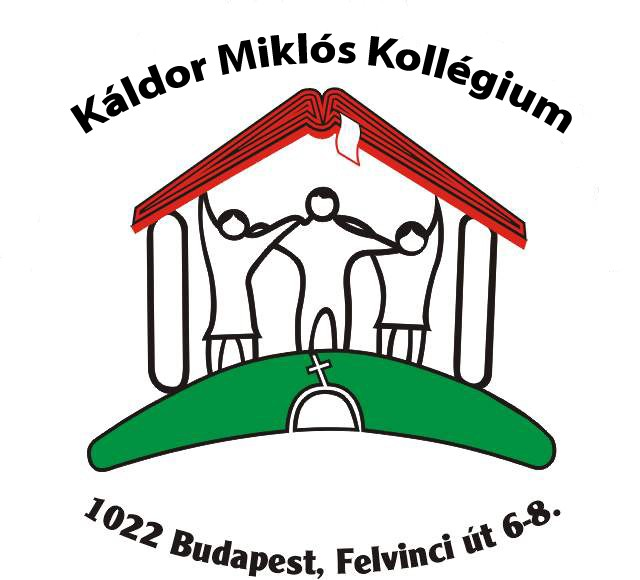 Káldor Miklós Kollégium
1022 Budapest, Felvinci út 6-8.